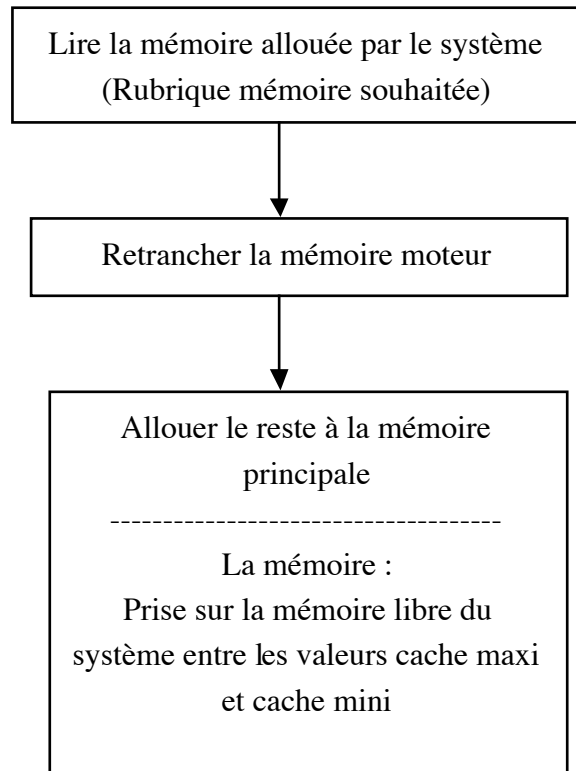 Lire la mémoire allouée par le système
(Rubrique mémoire souhaitée)
Retrancher la mémoire moteur
Allouer le reste à la mémoire
principale
-------------------------------------
La mémoire :
Prise sur la mémoire libre du
système entre les valeurs cache maxi
et cache mini